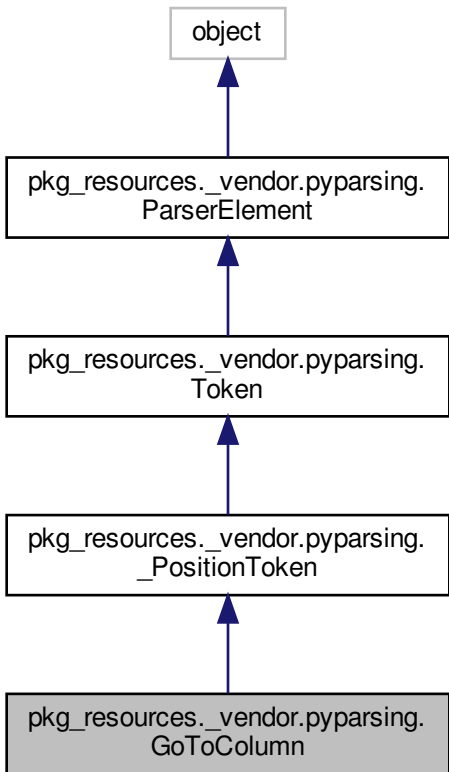 object
pkg_resources._vendor.pyparsing.
ParserElement
pkg_resources._vendor.pyparsing.
Token
pkg_resources._vendor.pyparsing.
_PositionToken
pkg_resources._vendor.pyparsing.
GoToColumn